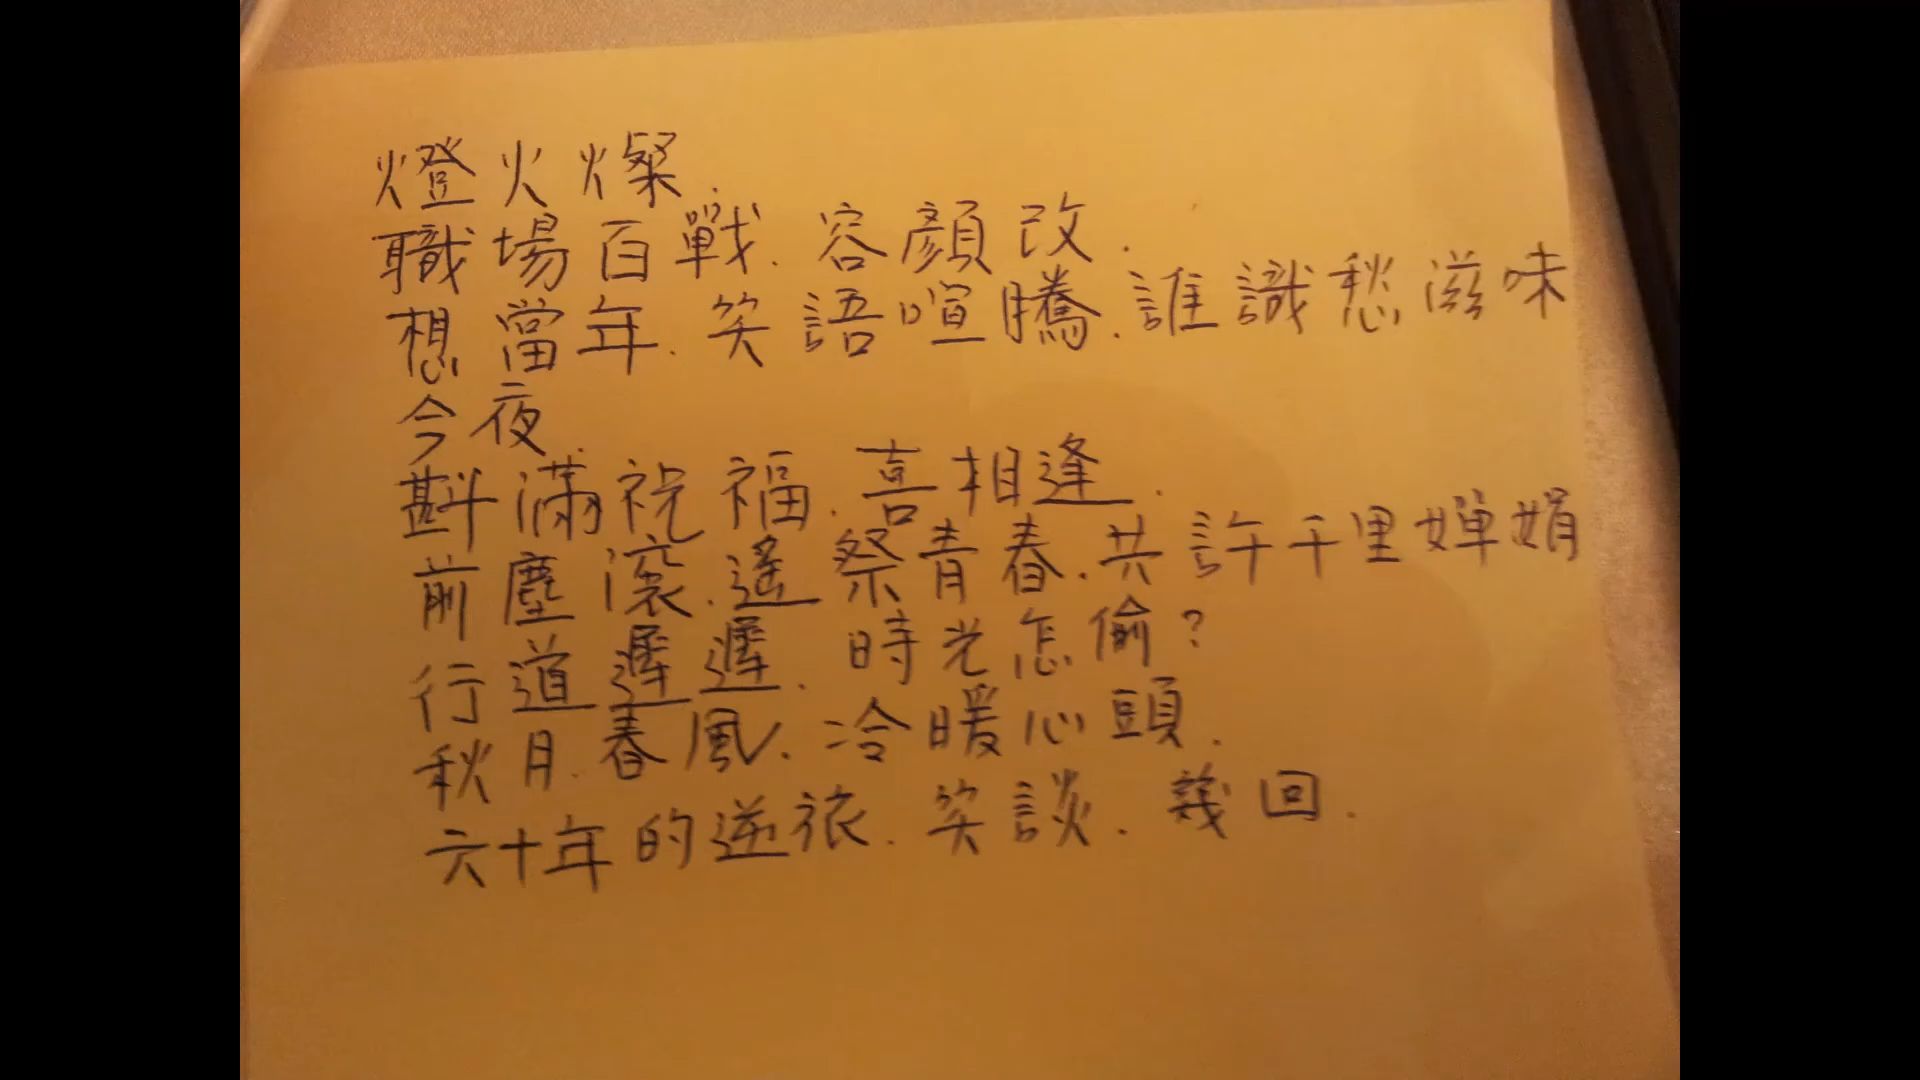 燈火燦.
職場百戰.容顏改.
想當年.笑語喧騰.誰識愁滋味
今夜.
斟滿祝福.喜相逢.
前塵滾.遙祭青春.共許千里嬋娟
行道遲遲.時光怎偷?
秋月.春風.冷暖心頭.
六十年的逆旅.笑談.幾回.